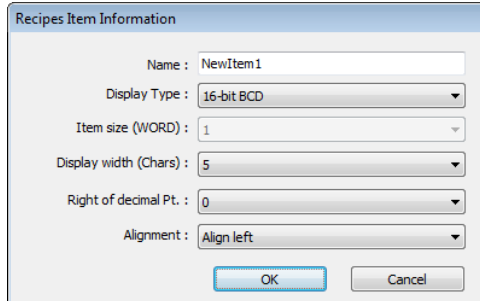 Recipes Item Information
Name : NewItem1
Display Type : 16-bit BCD
Item size (WORD) : 1
Display width (Chars) : 5
Right of decimal Pt. : 0
Alignment : Align left
OK Cancel